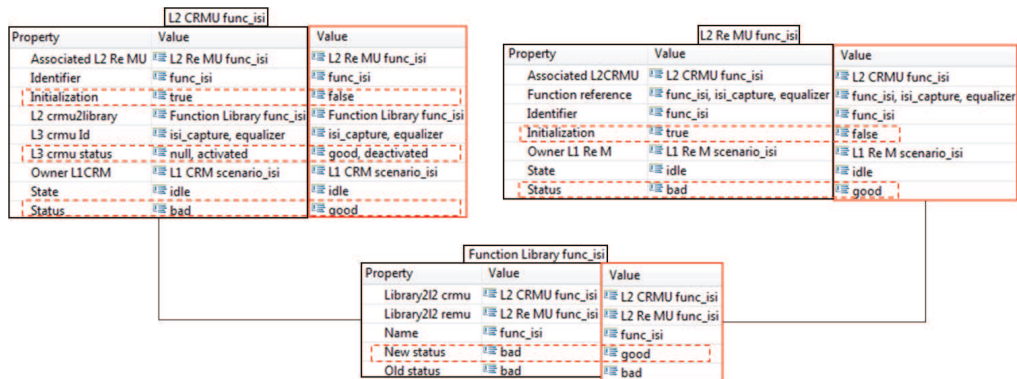 L2 CRMU func_isi
Property Value Value
Associated L2 Re MU L2 Re MU func_isi L2 Re MU func_isi
Identifier func_isi func_isi
Initialization true false
L2 crmu2library Function Library func_isi Function Library func_isi
L3 crmu Id isi_capture, equalizer isi_capture, equalizer
L3 crmu status null, activated good, deactivated
Owner L1CRM L1 CRM scenario_isi L1 CRM scenario_isi
State idle idle
Status bad good
L2 Re MU func_isi
Property Value Value
Associated L2CRMU L2 CRMU func_isi L2 CRMU func_isi
Function reference func_isi, isi_capture, equalizer func_isi, isi_capture, equalizer
Identifier func_isi func_isi
Initialization true false
Owner L1 Re M L1 Re M scenario_isi L1 Re M scenario_isi
State idle idle
Status bad good
Function Library func_isi
Property Value Value
Library2l2 crmu L2 CRMU func_isi L2 CRMU func_isi
Library2l2 remu L2 Re MU func_isi L2 Re MU func_isi
Name func_isi func_isi
New status bad good
Old status bad bad